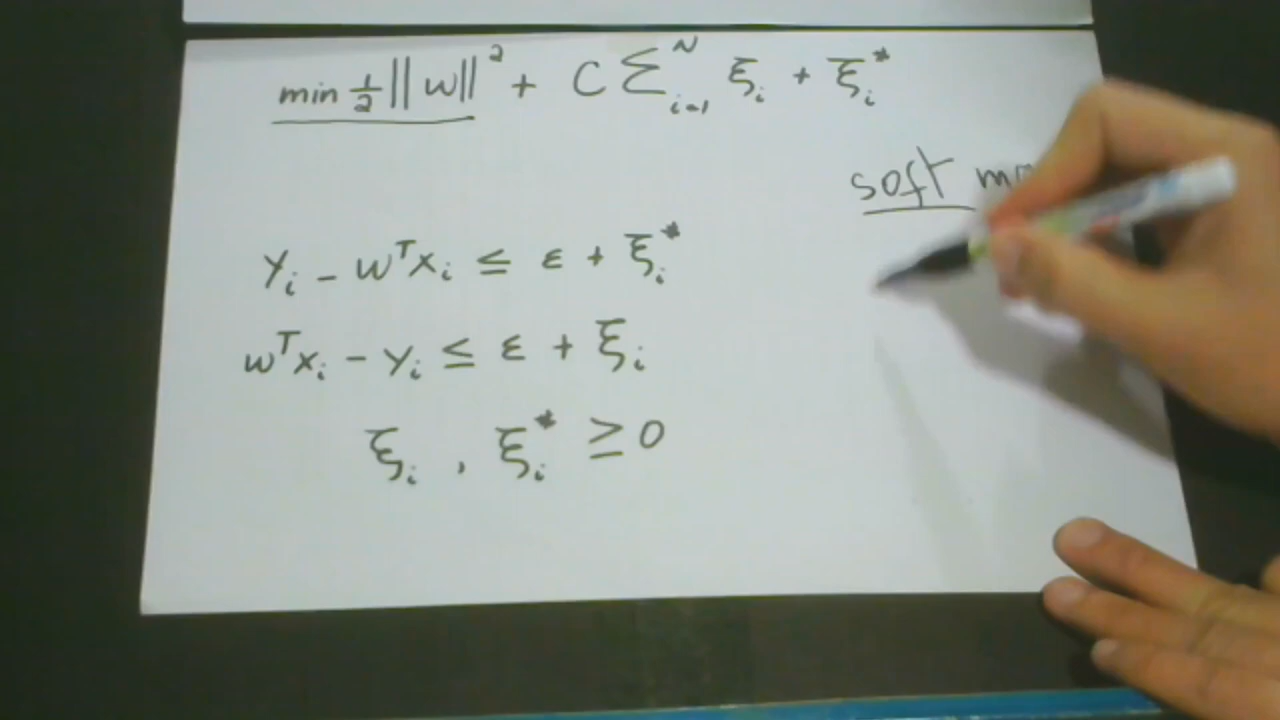 min ½||w||² + C Σᵢ₌₁ᴺ ξᵢ + ξᵢ*
soft
yᵢ - wᵀxᵢ ≤ ε + ξᵢ*
wᵀxᵢ - yᵢ ≤ ε + ξᵢ
ξᵢ , ξᵢ* ≥ 0